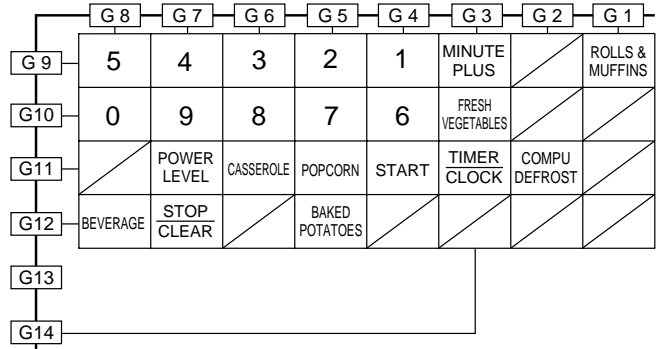 G 8 G 7 G 6 G 5 G 4 G 3 G 2 G 1
G 9 5 4 3 2 1 MINUTE PLUS ROLLS & MUFFINS
G10 0 9 8 7 6 FRESH VEGETABLES
G11 POWER LEVEL CASSEROLE POPCORN START TIMER CLOCK COMPU DEFROST
G12 BEVERAGE STOP CLEAR BAKED POTATOES
G13
G14